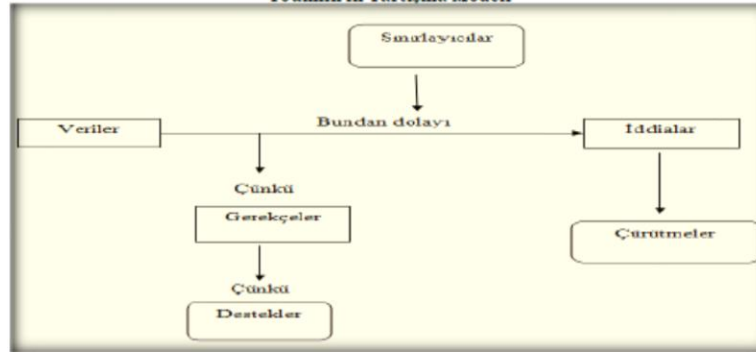 Sınırlayıcılar
Veriler
Bundan dolayı
İddialar
Çünkü
Gerekçeler
Çürütmeler
Çünkü
Destekler